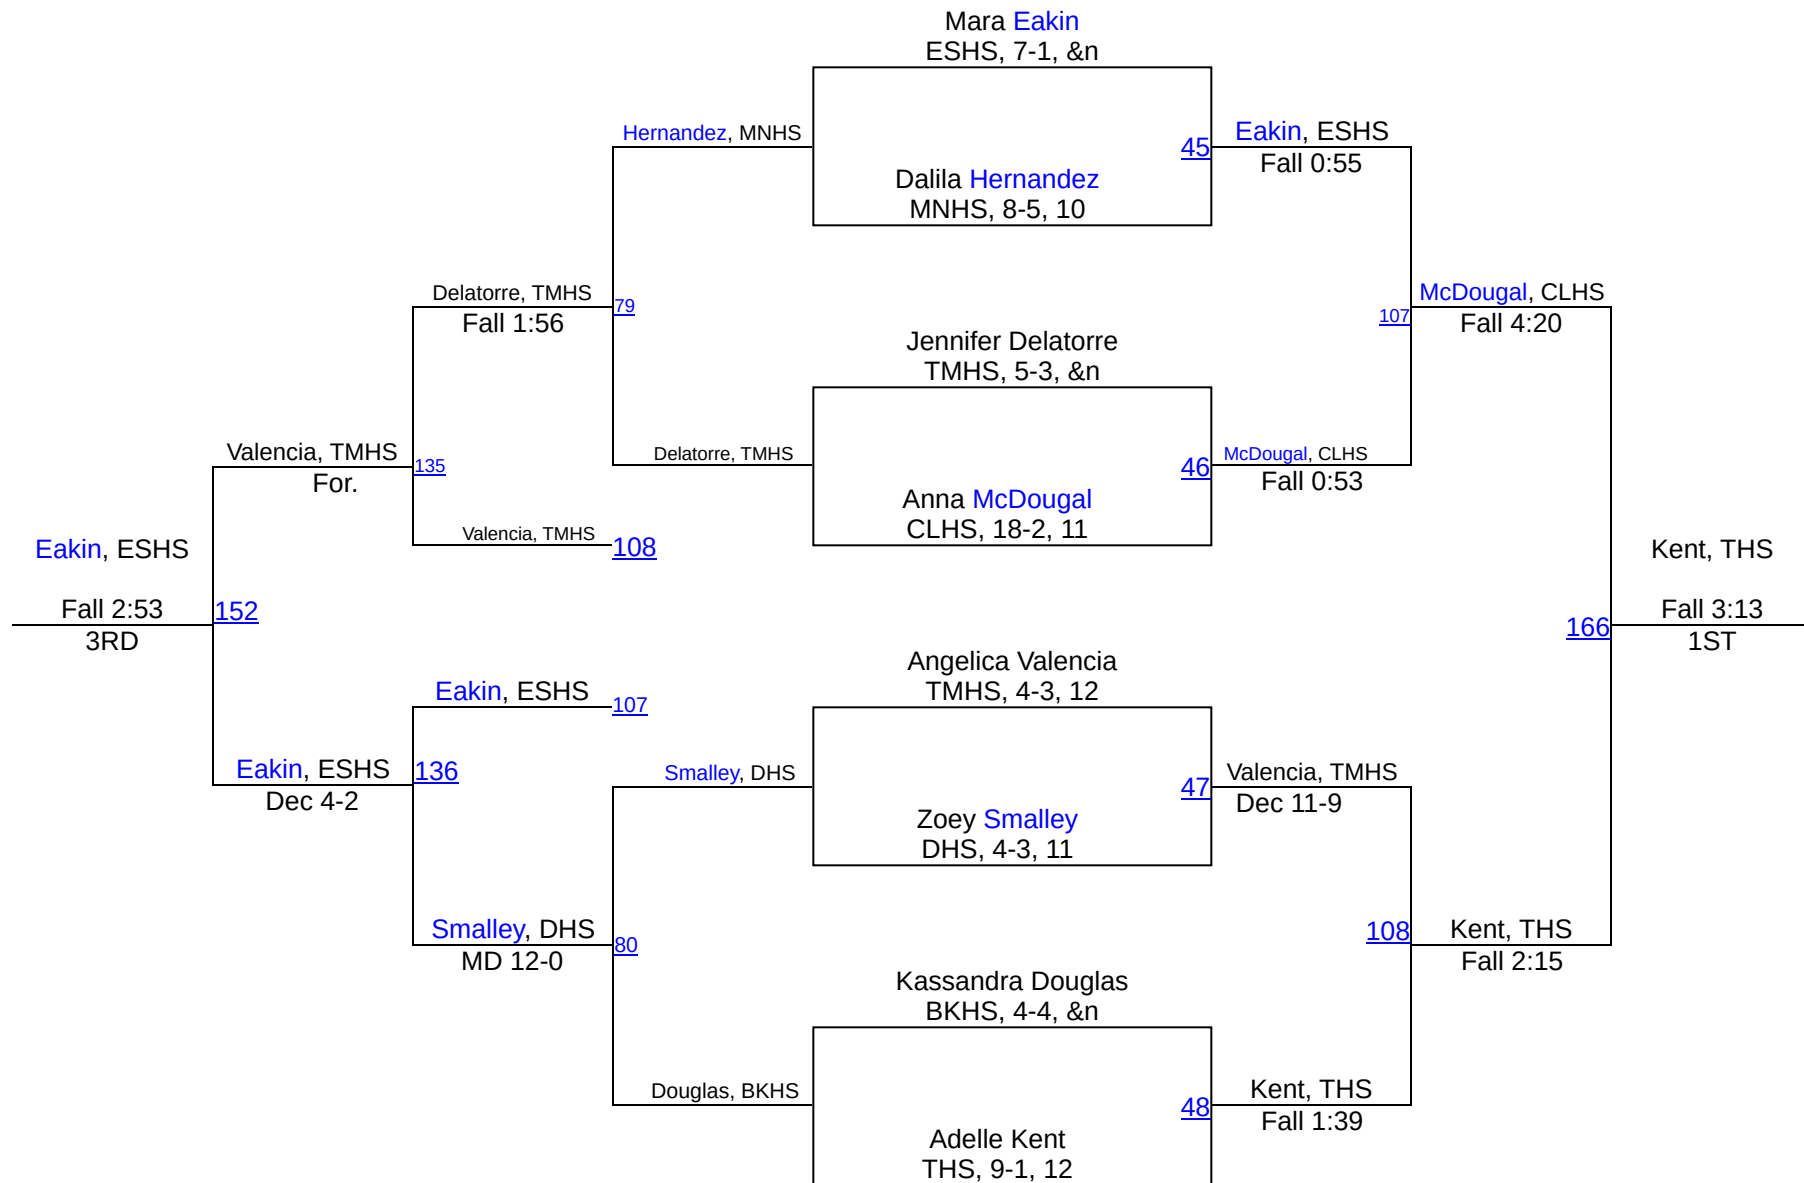 Mara Eakin
ESHS, 7-1, &n
Hernandez, MNHS
45
Eakin, ESHS
Fall 0:55
Dalila Hernandez
MNHS, 8-5, 10
Delatorre, TMHS
Fall 1:56
79
107
McDougal, CLHS
Fall 4:20
Jennifer Delatorre
TMHS, 5-3, &n
Valencia, TMHS
For.
135
Delatorre, TMHS
46
McDougal, CLHS
Fall 0:53
Anna McDougal
CLHS, 18-2, 11
Valencia, TMHS
108
Eakin, ESHS
Fall 2:53
3RD
152
Kent, THS
Fall 3:13
1ST
166
Angelica Valencia
TMHS, 4-3, 12
Eakin, ESHS
107
Eakin, ESHS
Dec 4-2
136
Smalley, DHS
47
Valencia, TMHS
Dec 11-9
Zoey Smalley
DHS, 4-3, 11
Smalley, DHS
MD 12-0
80
108
Kent, THS
Fall 2:15
Kassandra Douglas
BKHS, 4-4, &n
Douglas, BKHS
48
Kent, THS
Fall 1:39
Adelle Kent
THS, 9-1, 12